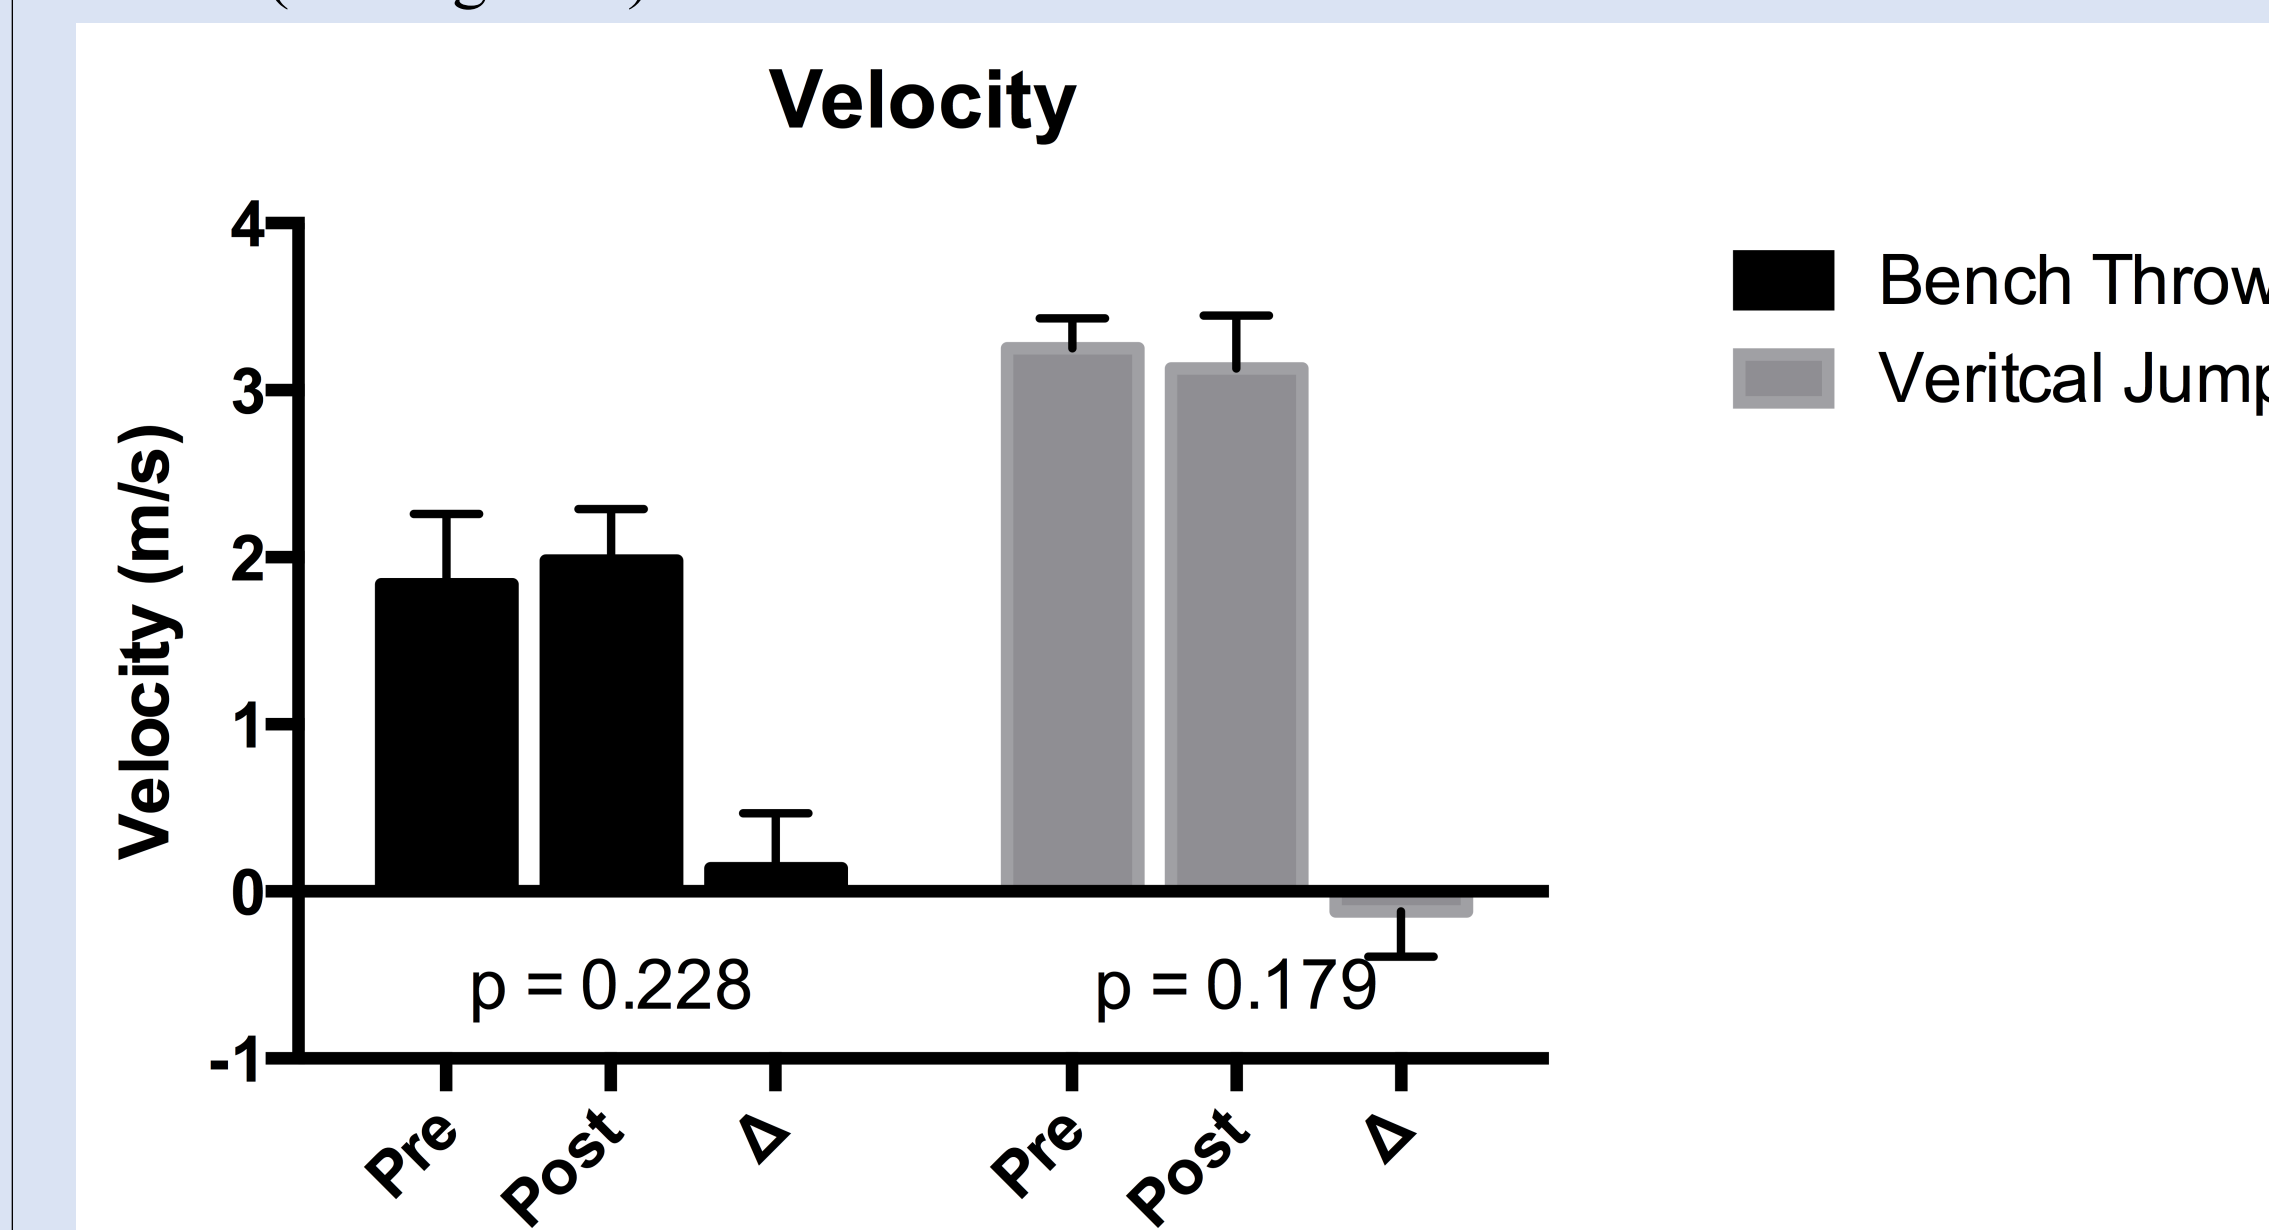 Velocity
Velocity (m/s)
4
3
2
1
0
-1
p = 0.228
p = 0.179
Pre
Post
Δ
Pre
Post
Δ
Bench Throw
Veritcal Jump